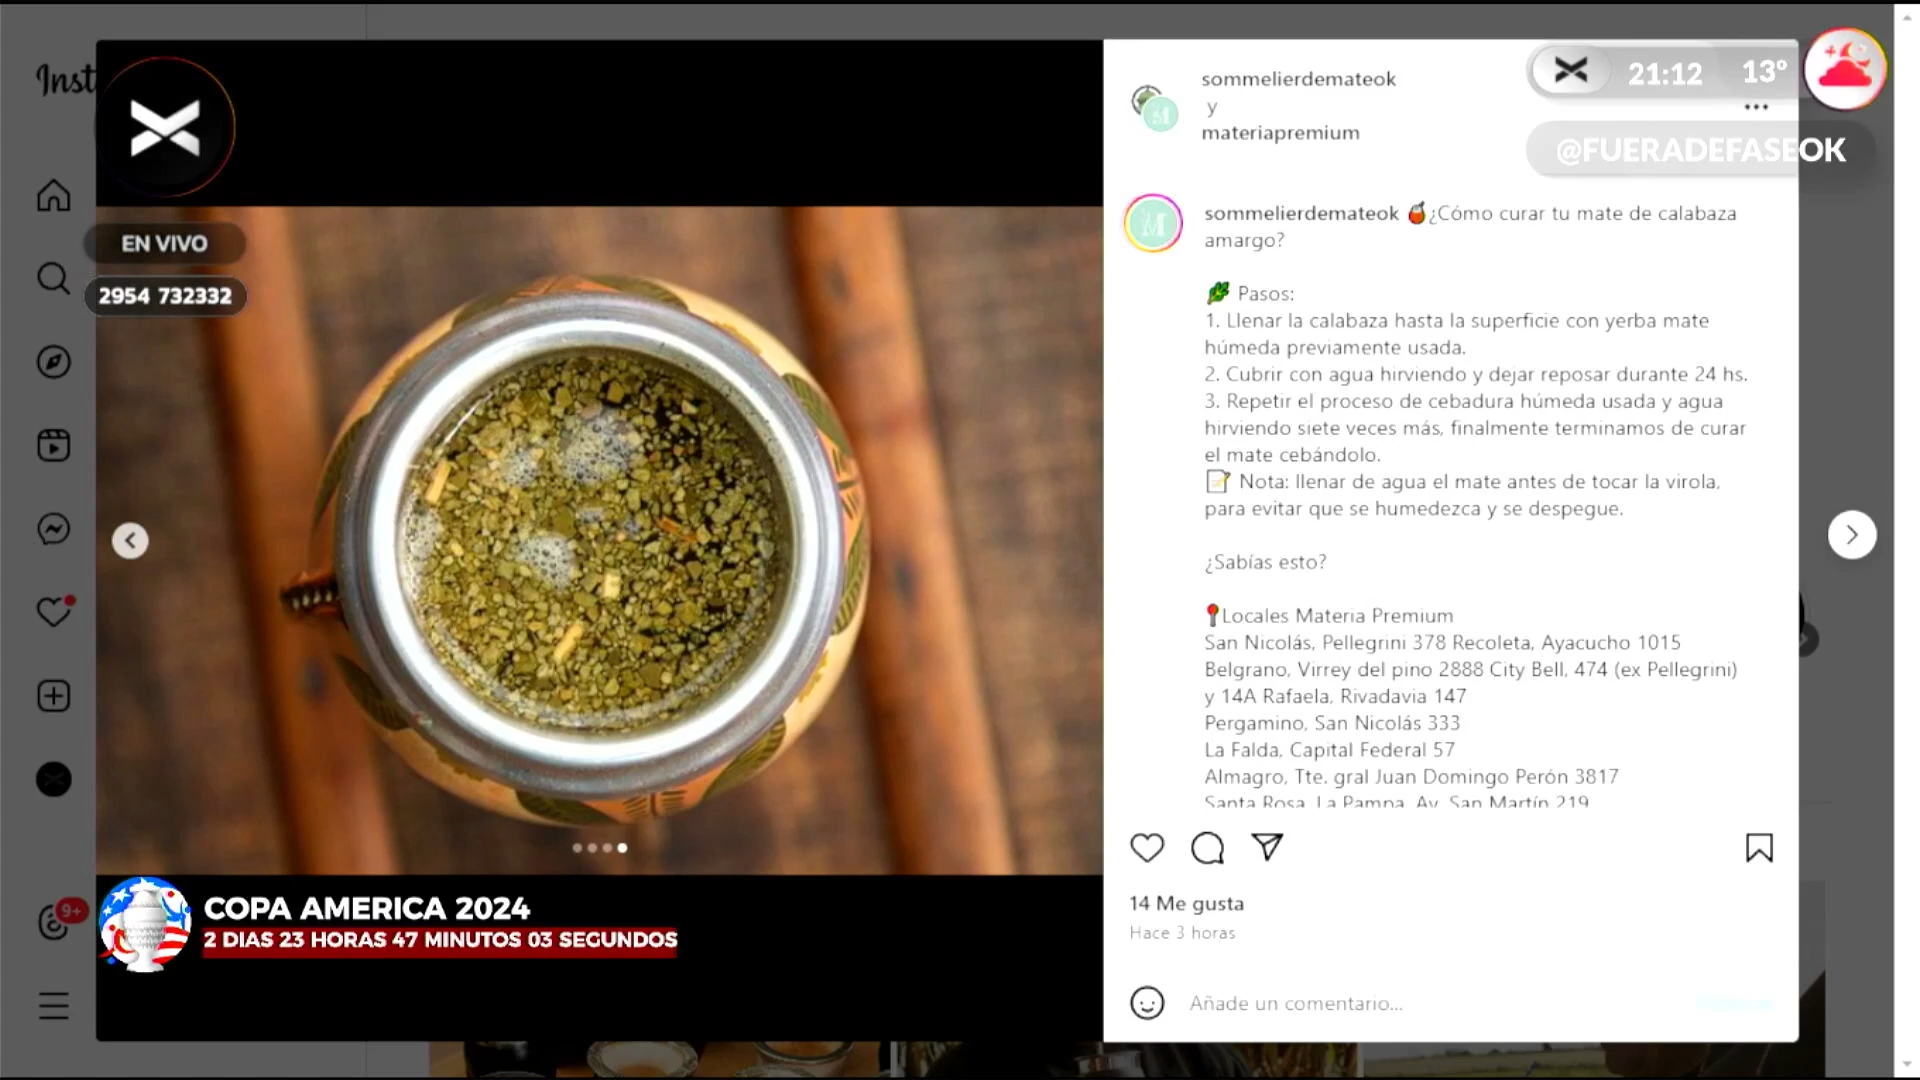 Inst
EN VIVO
2954 732332
COPA AMERICA 2024
2 DIAS 23 HORAS 47 MINUTOS 03 SEGUNDOS
9+
21:12
13º
@FUERADEFASEOK
sommelierdemateok
y
materiapremium
sommelierdemateok 🧉¿Cómo curar tu mate de calabaza
amargo?
🌿 Pasos:
1. Llenar la calabaza hasta la superficie con yerba mate
húmeda previamente usada.
2. Cubrir con agua hirviendo y dejar reposar durante 24 hs.
3. Repetir el proceso de cebadura húmeda usada y agua
hirviendo siete veces más, finalmente terminamos de curar
el mate cebándolo.
📝 Nota: llenar de agua el mate antes de tocar la virola,
para evitar que se humedezca y se despegue.
¿Sabías esto?
📍Locales Materia Premium
San Nicolás, Pellegrini 378 Recoleta, Ayacucho 1015
Belgrano, Virrey del pino 2888 City Bell, 474 (ex Pellegrini)
y 14A Rafaela, Rivadavia 147
Pergamino, San Nicolás 333
La Falda, Capital Federal 57
Almagro, Tte. gral Juan Domingo Perón 3817
Santa Rosa, La Pampa, Av. San Martín 219
14 Me gusta
Hace 3 horas
Añade un comentario...